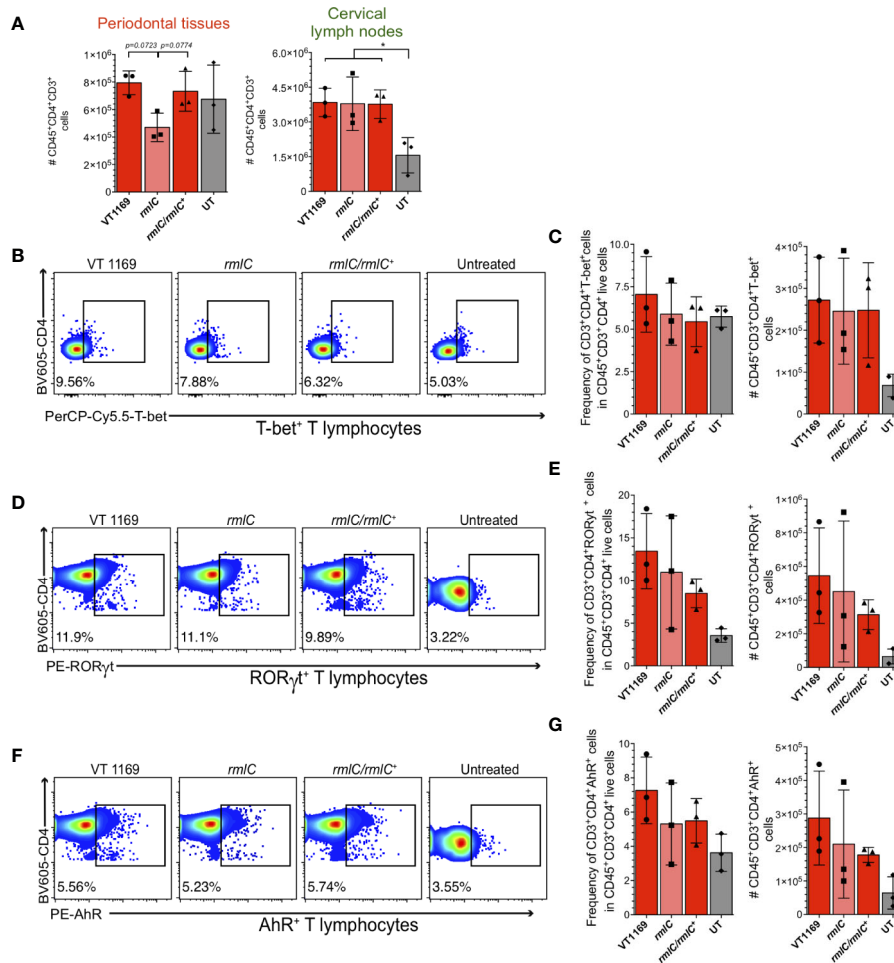 A
Periodontal tissues
Cervical
lymph nodes
# CD45⁺CD4⁺CD3⁺
cells
1×10⁶
8×10⁵
6×10⁵
4×10⁵
2×10⁵
0
p=0.0723
p=0.0774
VT1169
rmlC
rmlC/rmlC⁺
UT
# CD45⁺CD4⁺CD3⁺
cells
6.0×10⁶
4.5×10⁶
3.0×10⁶
1.5×10⁶
0
*
VT1169
rmlC
rmlC/rmlC⁺
UT
B
VT 1169
rmlC
rmlC/rmlC⁺
Untreated
BV605-CD4
9.56%
7.88%
6.32%
5.03%
PerCP-Cy5.5-T-bet
T-bet⁺ T lymphocytes
C
Frequency of CD3⁺CD4⁺T-bet⁺cells
in CD45⁺CD3⁺CD4⁺ live cells
10.0
7.5
5.0
2.5
0
VT1169
rmlC
rmlC/rmlC⁺
UT
# CD45⁺CD3⁺CD4⁺T-bet⁺
cells
4×10⁵
3×10⁵
2×10⁵
1×10⁵
0
VT1169
rmlC
rmlC/rmlC⁺
UT
D
VT 1169
rmlC
rmlC/rmlC⁺
Untreated
BV605-CD4
11.9%
11.1%
9.89%
3.22%
PE-RORγt
RORγt⁺ T lymphocytes
E
Frequency of CD3⁺CD4⁺RORγt ⁺ cells
in CD45⁺CD3⁺CD4⁺ live cells
20
15
10
5
0
VT1169
rmlC
rmlC/rmlC⁺
UT
# CD45⁺CD3⁺CD4⁺RORγt ⁺
cells
1×10⁶
8×10⁵
6×10⁵
4×10⁵
2×10⁵
0
VT1169
rmlC
rmlC/rmlC⁺
UT
F
VT 1169
rmlC
rmlC/rmlC⁺
Untreated
BV605-CD4
5.56%
5.23%
5.74%
3.55%
PE-AhR
AhR⁺ T lymphocytes
G
Frequency of CD3⁺CD4⁺AhR⁺ cells
in CD45⁺CD3⁺CD4⁺ live cells
10
8
6
4
2
0
VT1169
rmlC
rmlC/rmlC⁺
UT
# CD45⁺CD3⁺CD4⁺AhR⁺
cells
5×10⁵
4×10⁵
3×10⁵
2×10⁵
1×10⁵
0
VT1169
rmlC
rmlC/rmlC⁺
UT